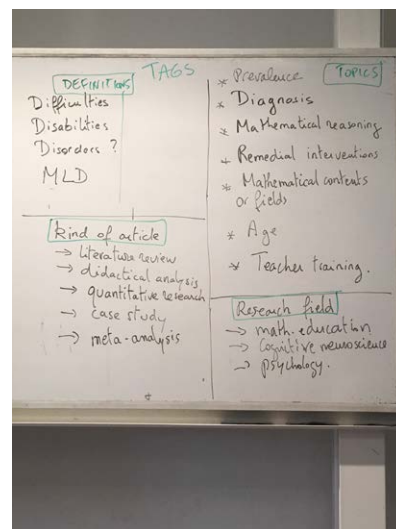 TAGS
DEFINITIONS
Difficulties
Disabilities
Disorders ?
MLD
TOPICS
* Prevalence
* Diagnosis
* Mathematical reasoning
* Remedial interventions
* Mathematical contents
or fields
* Age
* Teacher training.
kind of article
→ literature review
→ didactical analysis
→ quantitative research
→ case study
→ meta-analysis
Research field
→ math. education
→ Cognitive neuroscience
→ psychology.